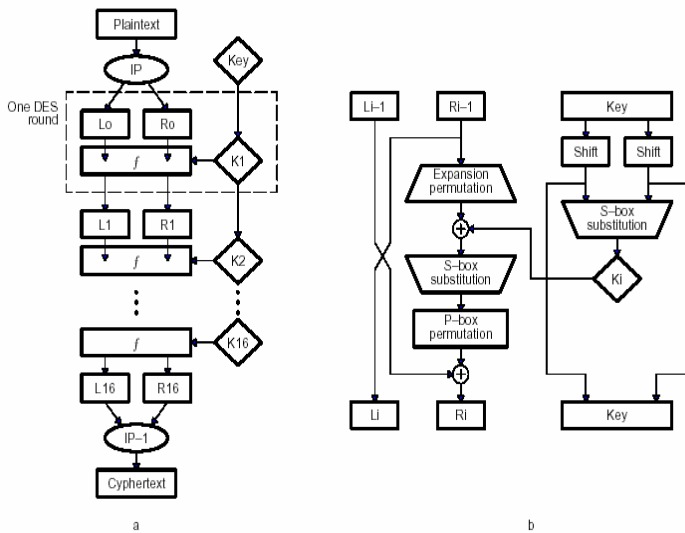 Plaintext
IP
Key
One DES
round
Lo
Ro
f
K1
L1
R1
f
K2
f
K16
L16
R16
IP–1
Cyphertext
a
Li–1
Ri–1
Key
Shift
Shift
Expansion
permutation
S–box
substitution
+
Ki
S–box
substitution
P–box
permutation
+
Li
Ri
Key
b